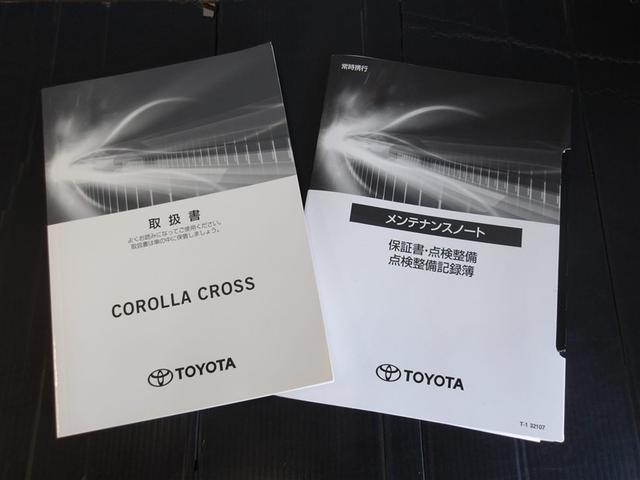 取扱書
よくお読みになってご使用ください。
取扱書は車の中に保管しましょう。
COROLLA CROSS
TOYOTA
常時携行
メンテナンスノート
保証書・点検整備
点検整備記録簿
TOYOTA
T-1 32107